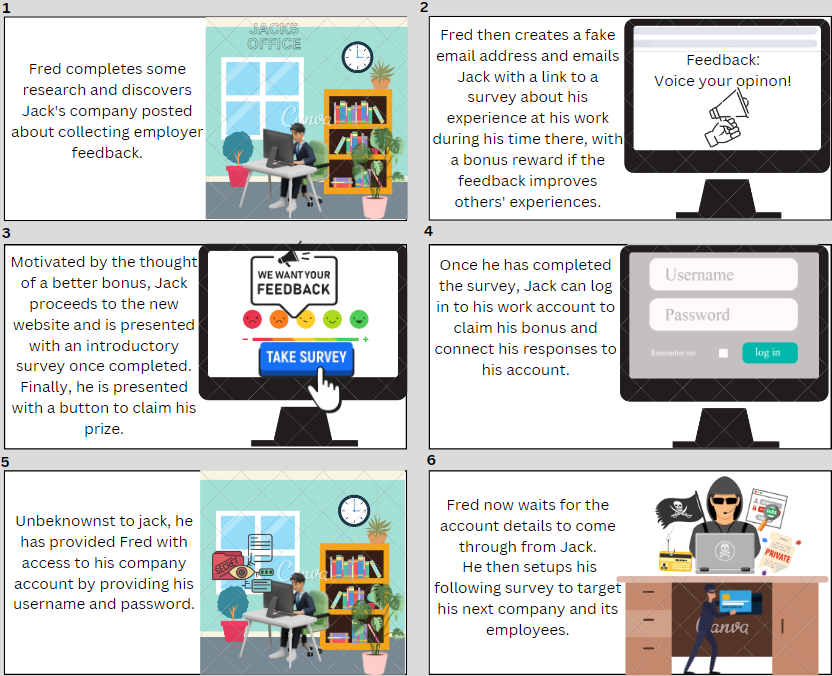 1
Fred completes some
research and discovers
Jack's company posted
about collecting employer
feedback.
JACKS
OFFICE
Canva
2
Fred then creates a fake
email address and emails
Jack with a link to a
survey about his
experience at his work
during his time there, with
a bonus reward if the
feedback improves
others' experiences.
Feedback:
Voice your opinon!
3
Motivated by the thought
of a better bonus, Jack
proceeds to the new
website and is presented
with an introductory
survey once completed.
Finally, he is presented
with a button to claim his
prize.
WE WANT YOUR
FEEDBACK
- +
TAKE SURVEY
4
Once he has completed
the survey, Jack can log
in to his work account to
claim his bonus and
connect his responses to
his account.
Username
Password
Remember me
log in
5
Unbeknownst to jack, he
has provided Fred with
access to his company
account by providing his
username and password.
SECRET
Canva
6
Fred now waits for the
account details to come
through from Jack.
He then setups his
following survey to target
his next company and its
employees.
PRIVATE
Canva